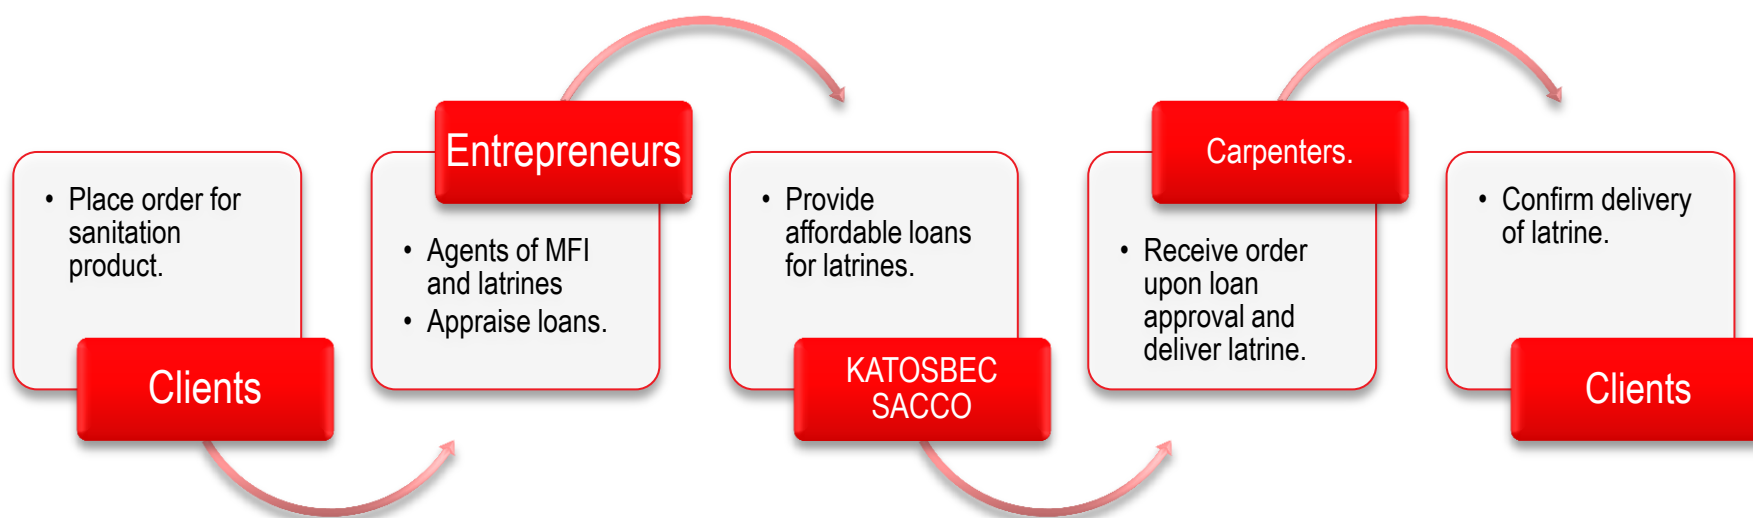 • Place order for
sanitation
product.
Clients
Entrepreneurs
• Agents of MFI
and latrines
• Appraise loans.
• Provide
affordable loans
for latrines.
KATOSBEC
SACCO
Carpenters.
• Receive order
upon loan
approval and
deliver latrine.
• Confirm delivery
of latrine.
Clients